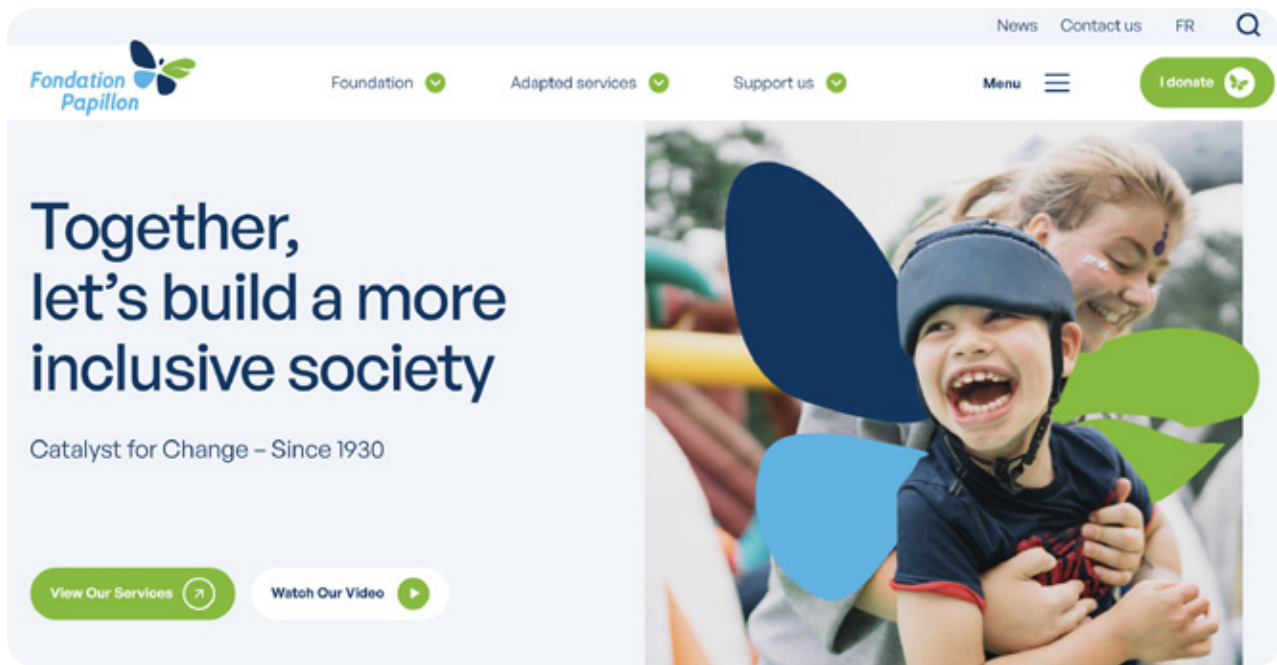 News Contact us FR
Fondation
Papillon
Foundation Adapted services Support us Menu I donate
Together,
let's build a more
inclusive society
Catalyst for Change – Since 1930
View Our Services Watch Our Video